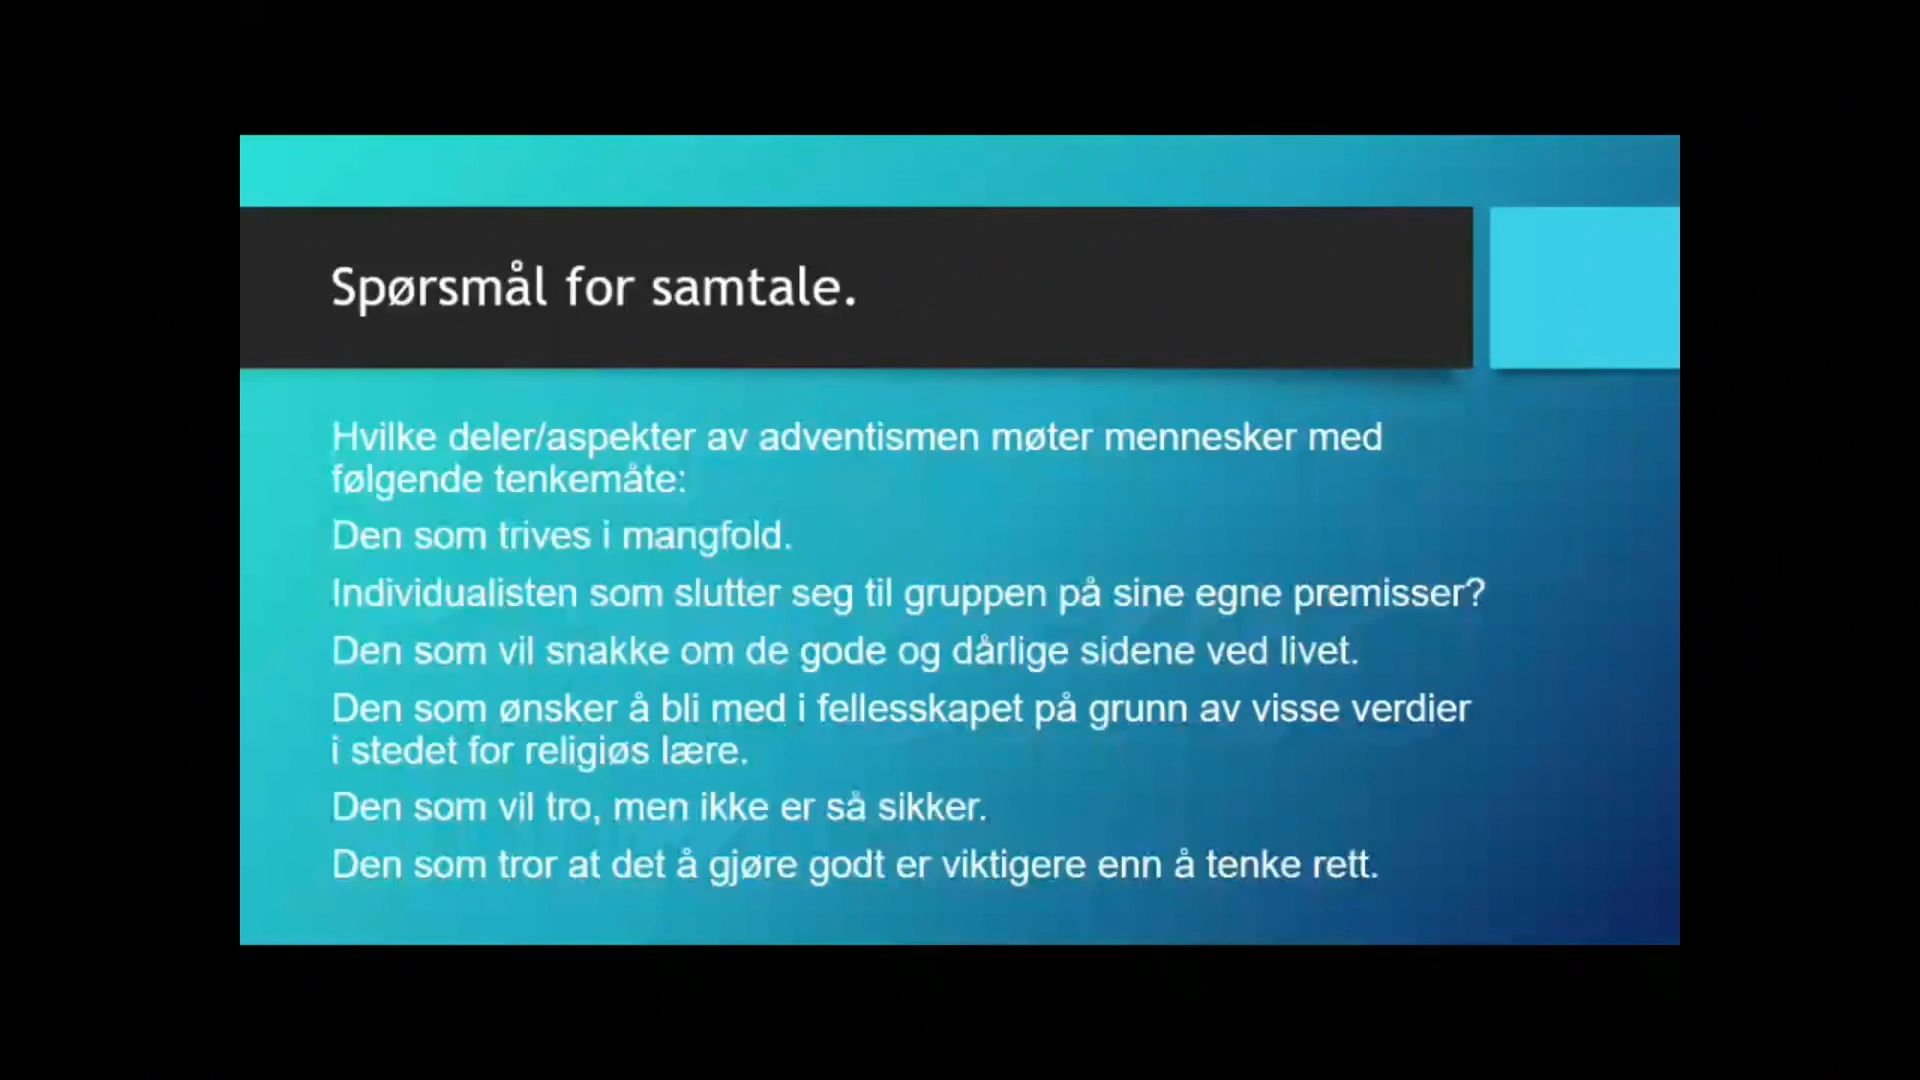 Spørsmål for samtale.
Hvilke deler/aspekter av adventismen møter mennesker med
følgende tenkemåte:
Den som trives i mangfold.
Individualisten som slutter seg til gruppen på sine egne premisser?
Den som vil snakke om de gode og dårlige sidene ved livet.
Den som ønsker å bli med i fellesskapet på grunn av visse verdier
i stedet for religiøs lære.
Den som vil tro, men ikke er så sikker.
Den som tror at det å gjøre godt er viktigere enn å tenke rett.